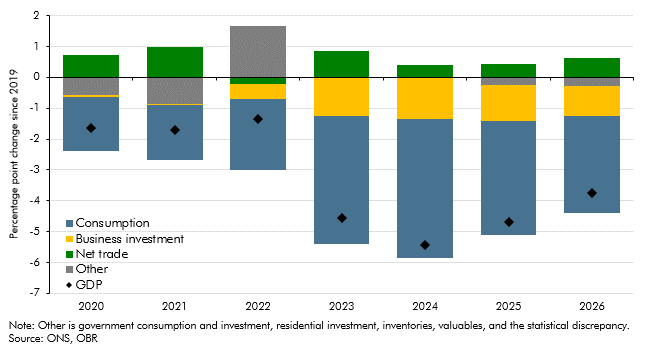 Percentage point change since 2019
2
1
0
-1
-2
-3
-4
-5
-6
-7
Consumption
Business investment
Net trade
Other
GDP
2020 2021 2022 2023 2024 2025 2026
Note: Other is government consumption and investment, residential investment, inventories, valuables, and the statistical discrepancy.
Source: ONS, OBR